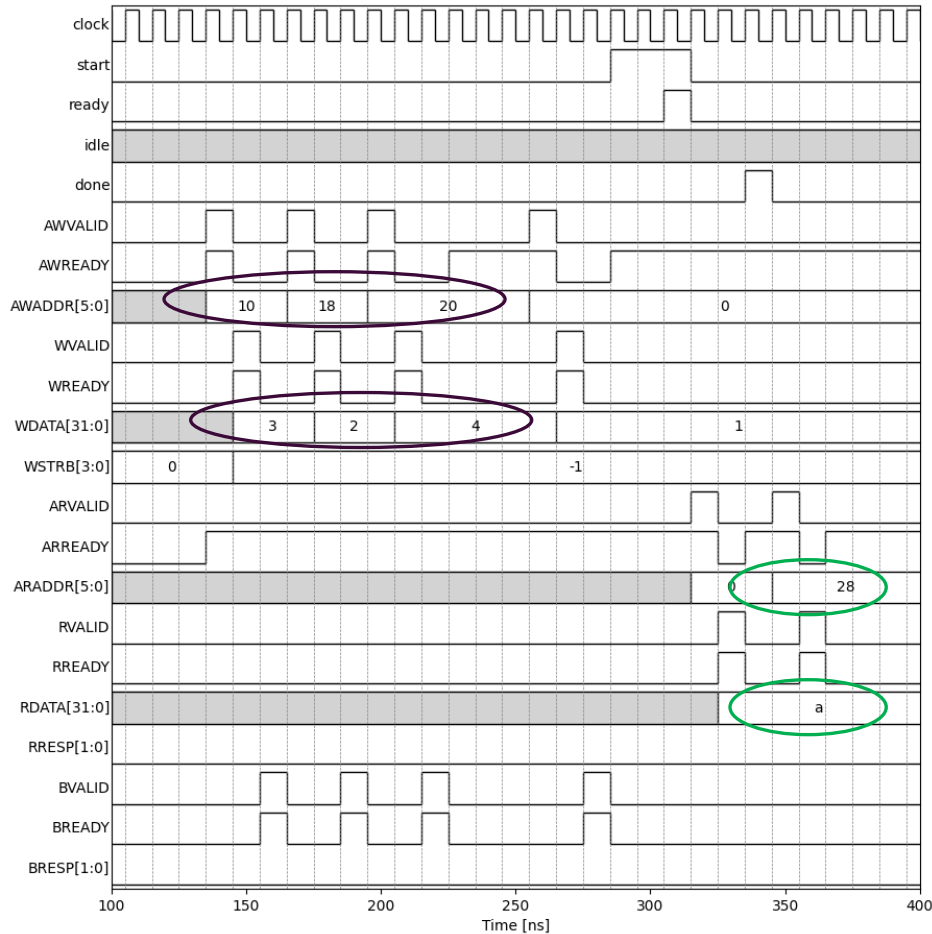 clock
start
ready
idle
done
AWVALID
AWREADY
AWADDR[5:0] 10 18 20 0
WVALID
WREADY
WDATA[31:0] 3 2 4 1
WSTRB[3:0] 0 -1
ARVALID
ARREADY
ARADDR[5:0] 0 28
RVALID
RREADY
RDATA[31:0] a
RRESP[1:0]
BVALID
BREADY
BRESP[1:0]
100 150 200 250 300 350 400
Time [ns]